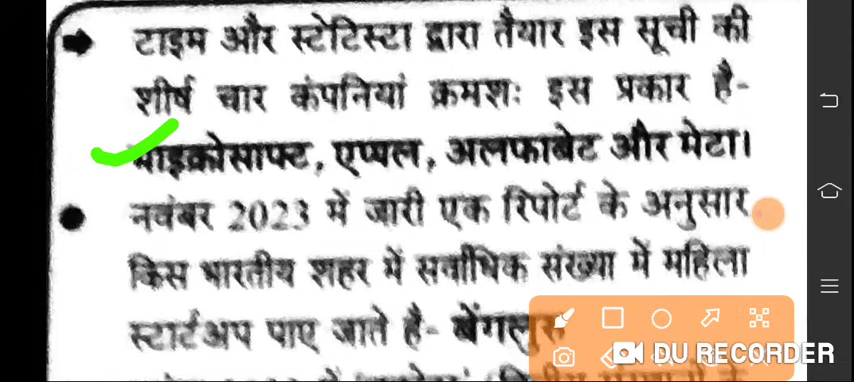 टाइम और स्टेटिस्टा द्वारा तैयार इस सूची की
शीर्ष चार कंपनियां क्रमशः इस प्रकार है-
माइक्रोसाफ्ट, एप्पल, अलफाबेट और मेटा।
नवंबर 2023 में जारी एक रिपोर्ट के अनुसार
किस भारतीय शहर में सर्वाधिक संख्या में महिला
स्टार्टअप पाए जाते है- बेंगलुरु
DU RECORDER